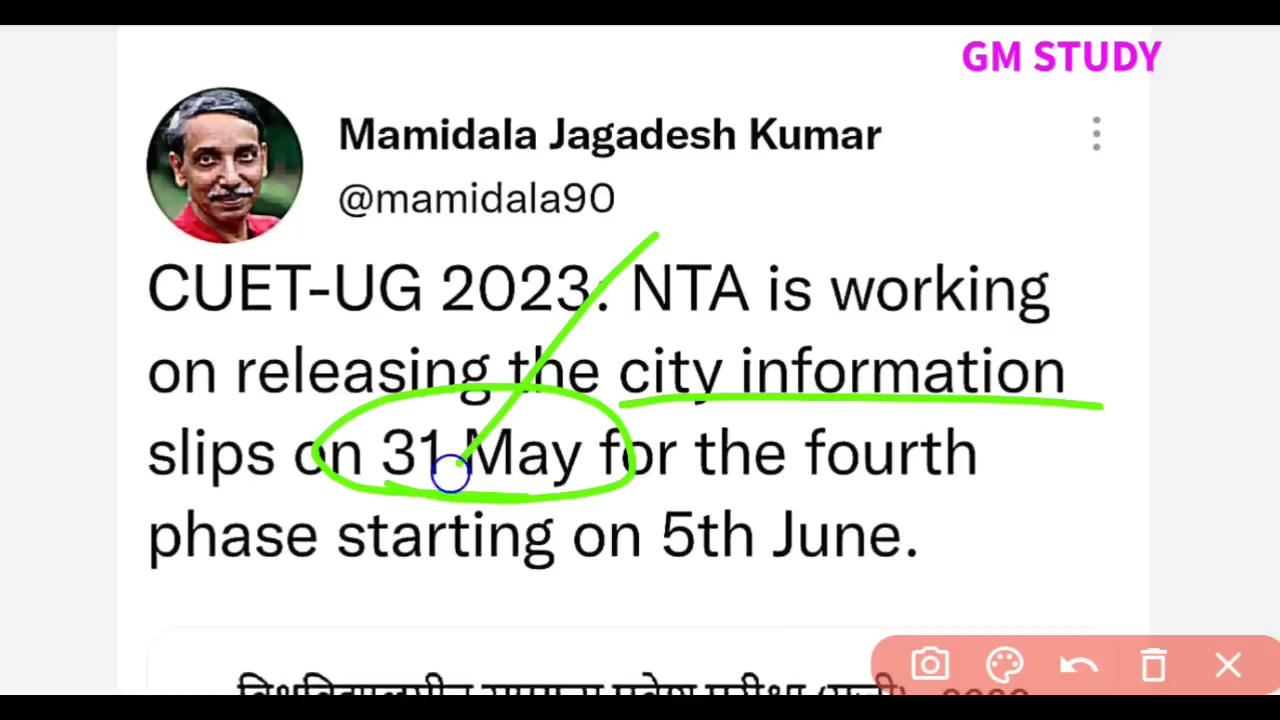 GM STUDY
Mamidala Jagadesh Kumar
@mamidala90
CUET-UG 2023: NTA is working
on releasing the city information
slips on 31 May for the fourth
phase starting on 5th June.